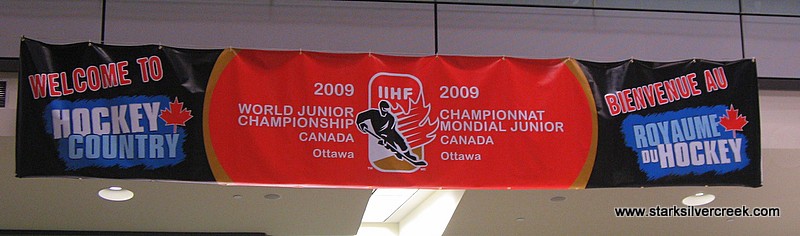 WELCOME TO
HOCKEY
COUNTRY
2009
WORLD JUNIOR
CHAMPIONSHIP
CANADA
Ottawa
IIHF
2009
CHAMPIONNAT
MONDIAL JUNIOR
CANADA
Ottawa
BIENVENUE AU
ROYAUME
DU HOCKEY
www.starksilvercreek.com